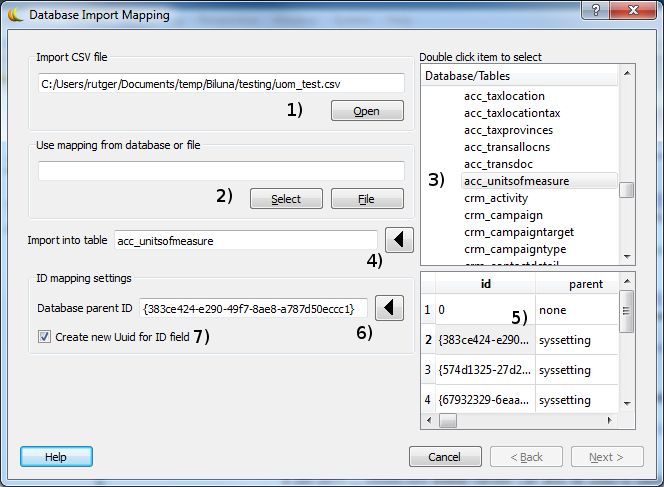 Database Import Mapping
Import CSV file
C:/Users/rutger/Documents/temp/Biluna/testing/uom_test.csv
1) Open
Use mapping from database or file
2) Select File
Import into table acc_unitsofmeasure
4)
ID mapping settings
Database parent ID {383ce424-e290-49f7-8ae8-a787d50eccc1}
6)
Create new Uuid for ID field 7)
Double click item to select
Database/Tables
acc_taxlocation
acc_taxlocationtax
acc_taxprovinces
acc_transallocns
acc_transdoc
3) acc_unitsofmeasure
crm_activity
crm_campaign
crm_campaigntarget
crm_campaigntype
id parent
1 0 5) none
2 {383ce424-e290... syssetting
3 {574d1325-27d2... syssetting
4 {67932329-6eaa... syssetting
Help Cancel < Back Next >